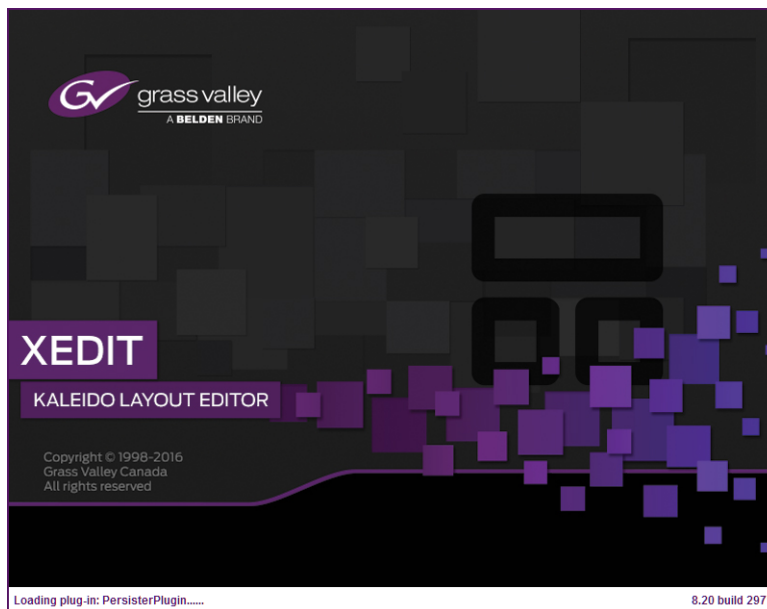 GV grass valley
A BELDEN BRAND
XEDIT
KALEIDO LAYOUT EDITOR
Copyright © 1998-2016
Grass Valley Canada
All rights reserved
Loading plug-in: PersisterPlugin...... 8.20 build 297